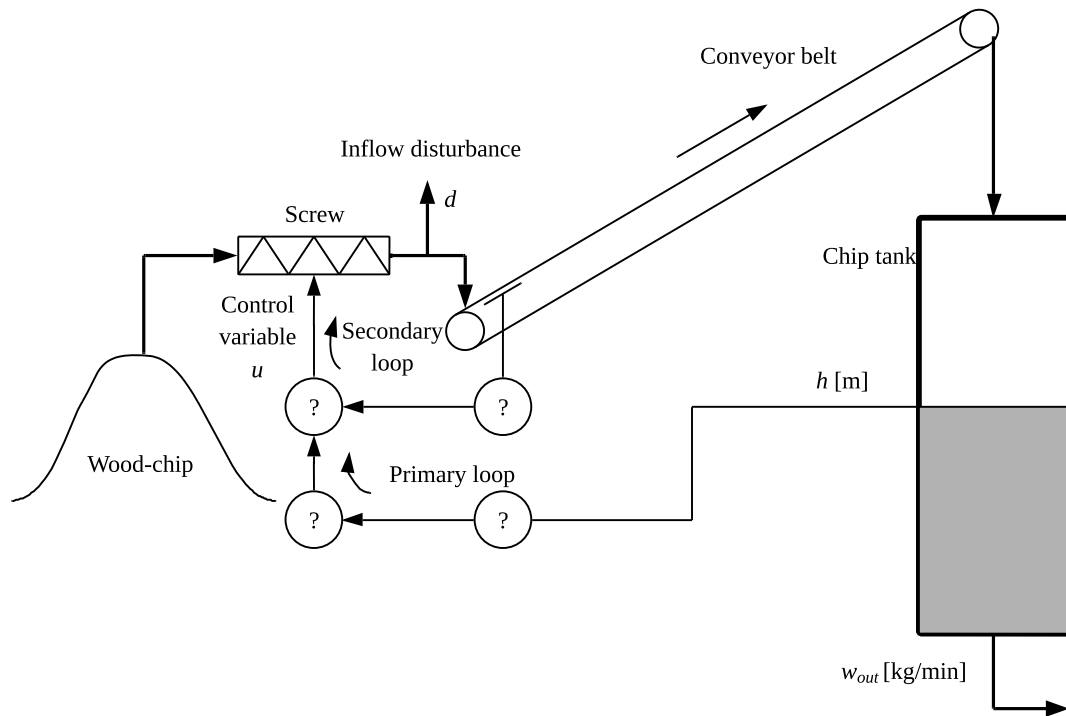 Conveyor belt
Inflow disturbance
d
Screw
Chip tank
Control
variable
u
Secondary
loop
h [m]
?
?
Wood-chip
Primary loop
?
?
w_out [kg/min]